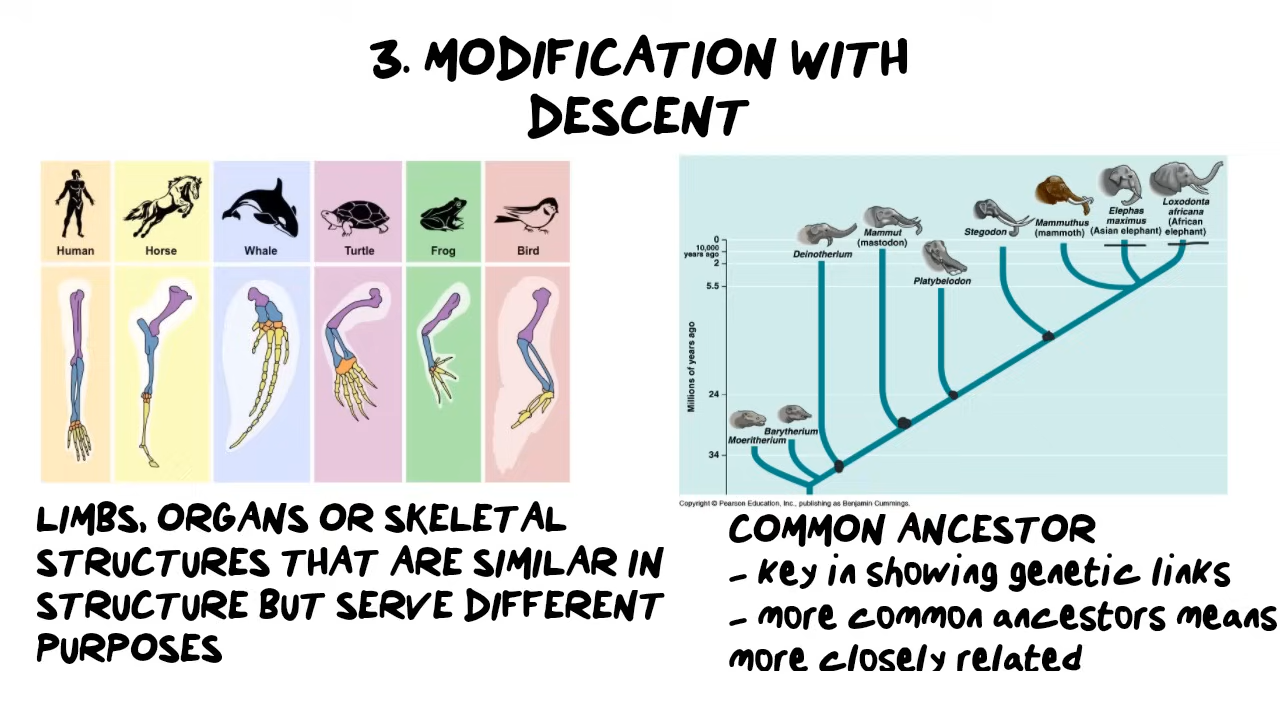 3. MODIFICATION WITH
DESCENT
Human
Horse
Whale
Turtle
Frog
Bird
LIMBS, ORGANS OR SKELETAL
STRUCTURES THAT ARE SIMILAR IN
STRUCTURE BUT SERVE DIFFERENT
PURPOSES
Millions of years ago
0
10,000
years ago
2
5.5
24
34
Moeritherium
Barytherium
Deinotherium
Mammut
(mastodon)
Platybelodon
Stegodon
Mammuthus
(mammoth)
Elephas
maximus
(Asian elephant)
Loxodonta
africana
(African
elephant)
Copyright © Pearson Education, Inc., publishing as Benjamin Cummings.
COMMON ANCESTOR
- key in showing genetic links
- more common ancestors means
more closely related